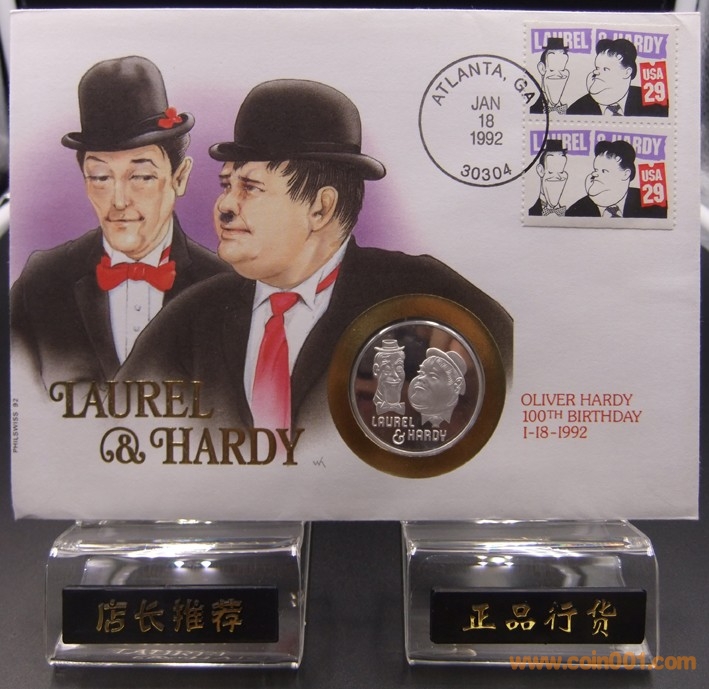 LAUREL & HARDY
USA
29
LAUREL & HARDY
USA
29
ATLANTA, GA
JAN
18
1992
30304
LAUREL
& HARDY
LAUREL
& HARDY
OLIVER HARDY
100TH BIRTHDAY
1-18-1992
PHILSWISS 92
店长推荐
正品行货
www.coin001.com